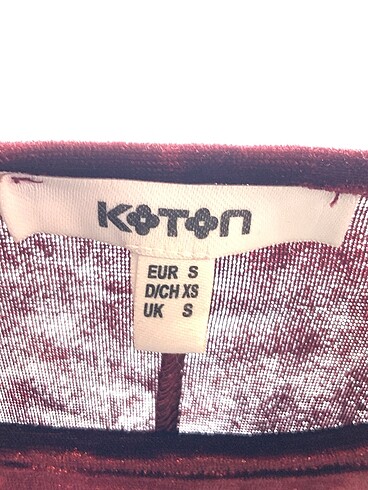 KOTON
EUR S
D/CH XS
UK S